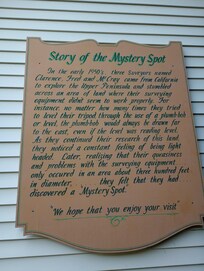 Story of the Mystery Spot
In the early 1950's, three Surveyors named
Clarence, Fred and McCray came from California
to explore the Upper Peninsula and stumbled
across an area of land where their surveying
equipment didnt seem to work properly. For
instance, no matter how many times they tried
to level their tripod through the use of a plumb-bob
or level, the plumb-bob would always be drawn far
to the east, even if the level was reading level.
As they continued their research of this land
they noticed a constant feeling of being light
headed. Later, realizing that their queasiness
and problems with the surveying equipment
only occurred in an area about three hundred feet
in diameter, they felt that they had
discovered a "Mystery Spot."
"We hope that you enjoy your visit"